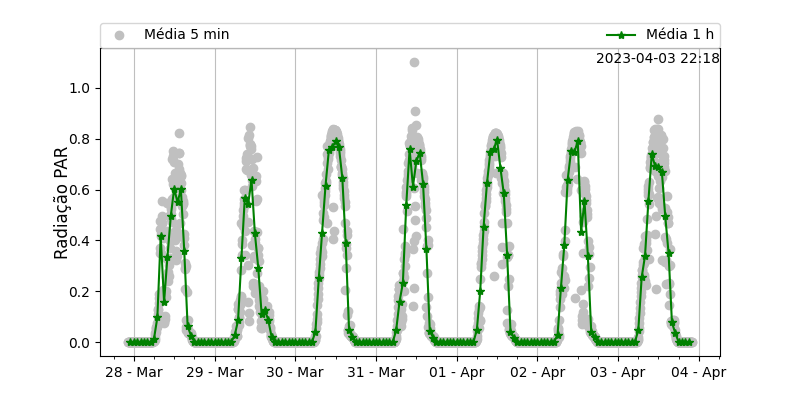 Média 5 min
Média 1 h
2023-04-03 22:18
Radiação PAR
1.0
0.8
0.6
0.4
0.2
0.0
28 - Mar
29 - Mar
30 - Mar
31 - Mar
01 - Apr
02 - Apr
03 - Apr
04 - Apr